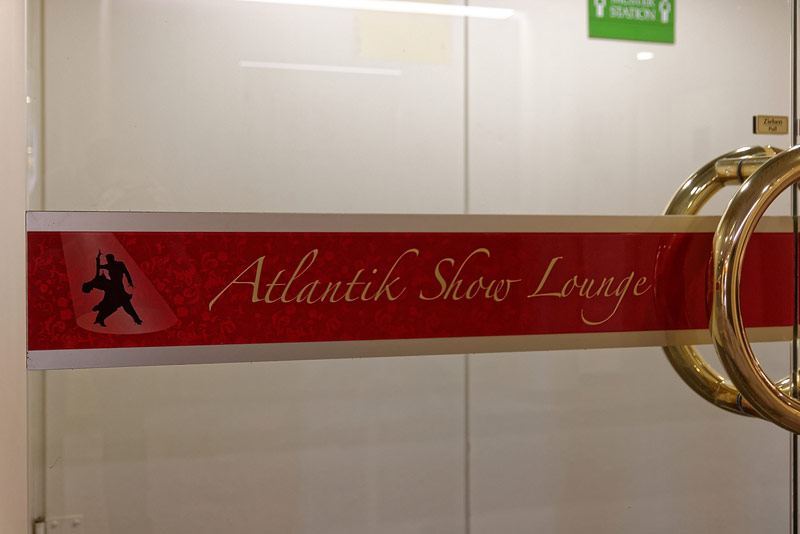 STATION
Ziehen
Pull
Atlantik Show Lounge